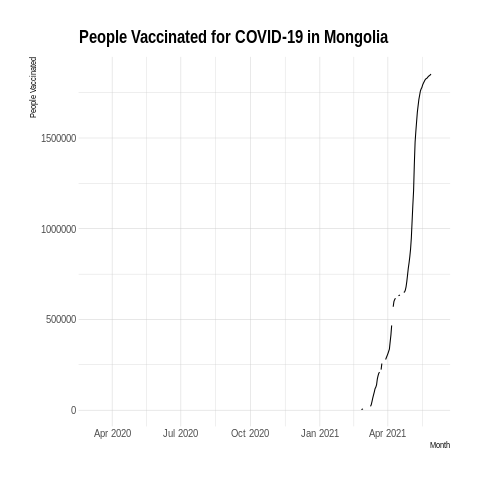 People Vaccinated for COVID-19 in Mongolia
People Vaccinated
1500000
1000000
500000
0
Apr 2020 Jul 2020 Oct 2020 Jan 2021 Apr 2021
Month